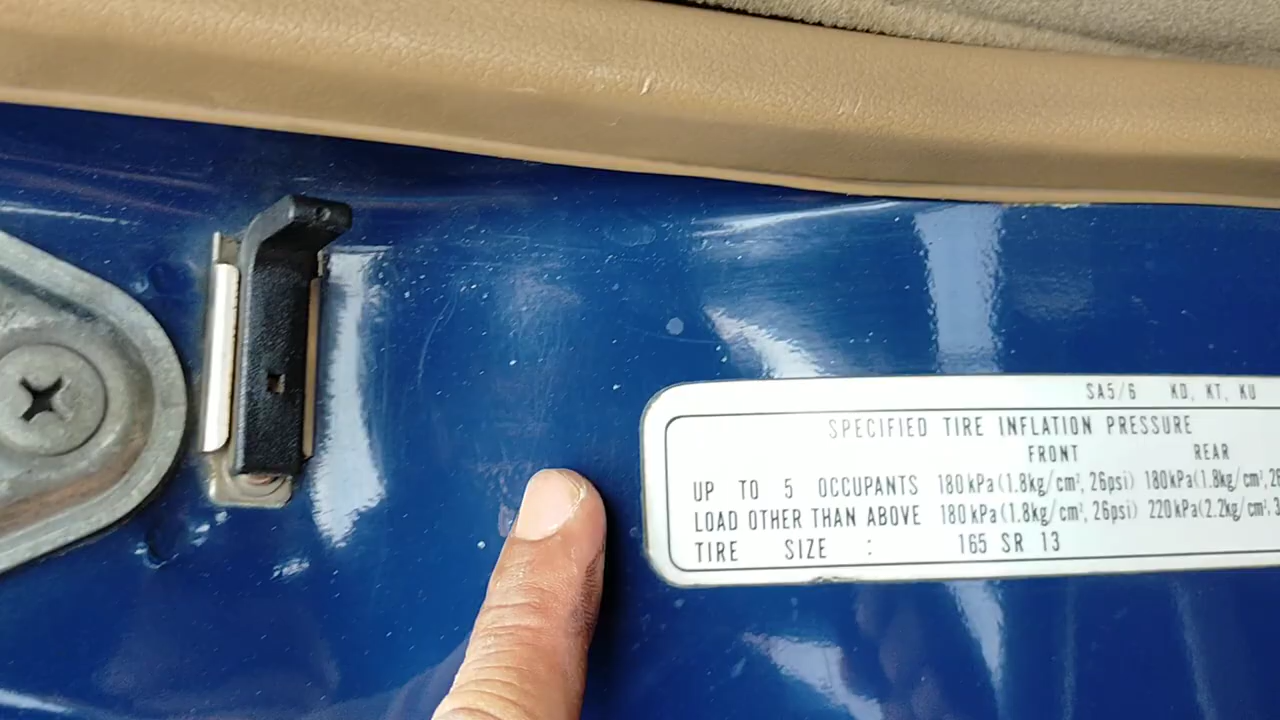 SA5/6 KD, KT, KU
SPECIFIED TIRE INFLATION PRESSURE
FRONT REAR
UP TO 5 OCCUPANTS 180kPa(1.8kg/cm², 26psi) 180kPa(1.8kg/cm²,
LOAD OTHER THAN ABOVE 180kPa(1.8kg/cm², 26psi) 220kPa(2.2kg/cm²,
TIRE SIZE : 165 SR 13